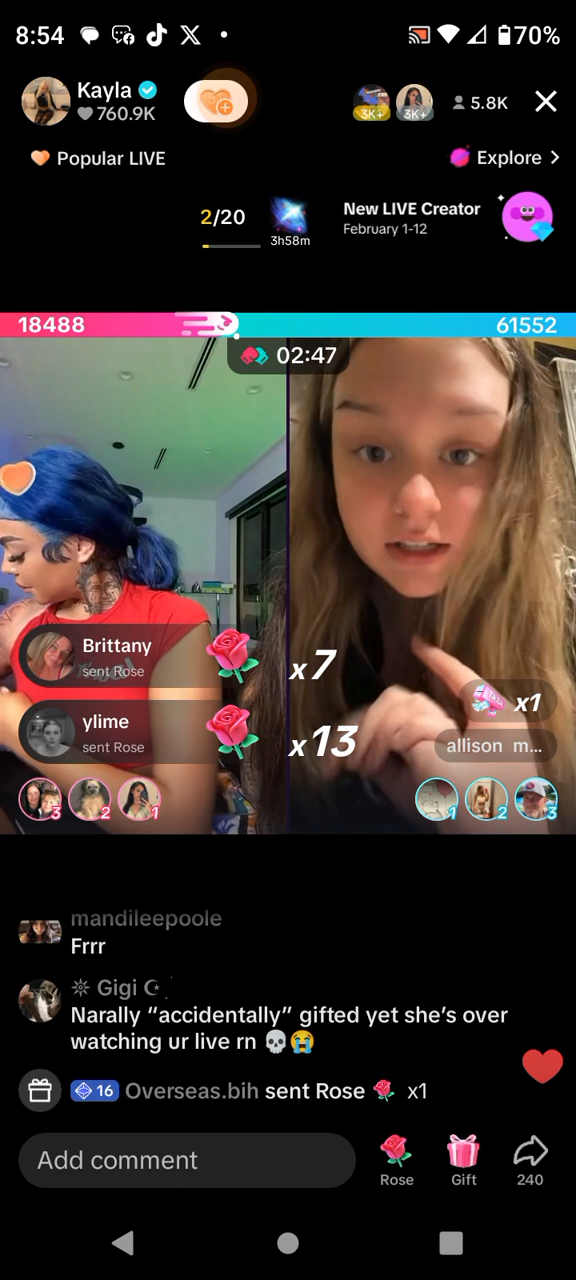 8:54
70%
Kayla
760.9K
3K+
3K+
5.8K
Popular LIVE
Explore
2/20
3h58m
New LIVE Creator
February 1-12
18488
61552
02:47
Brittany
sent Rose
x7
ylime
sent Rose
x13
x1
allison m...
3
2
1
1
2
3
mandileepoole
Frrr
Gigi
Narally “accidentally” gifted yet she’s over
watching ur live rn 💀😭
16 Overseas.bih sent Rose 🌹 x1
Add comment
Rose
Gift
240